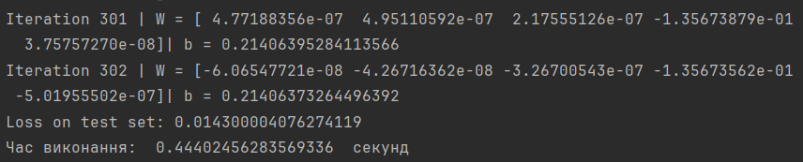 Iteration 301 | W = [ 4.77188356e-07  4.95110592e-07  2.17555126e-07 -1.35673879e-01
  3.75757270e-08]| b = 0.21406395284113566
Iteration 302 | W = [-6.06547721e-08 -4.26716362e-08 -3.26700543e-07 -1.35673562e-01
 -5.01955502e-07]| b = 0.21406373264496392
Loss on test set: 0.014300004076274119
Час виконання:  0.44402456283569336  секунд